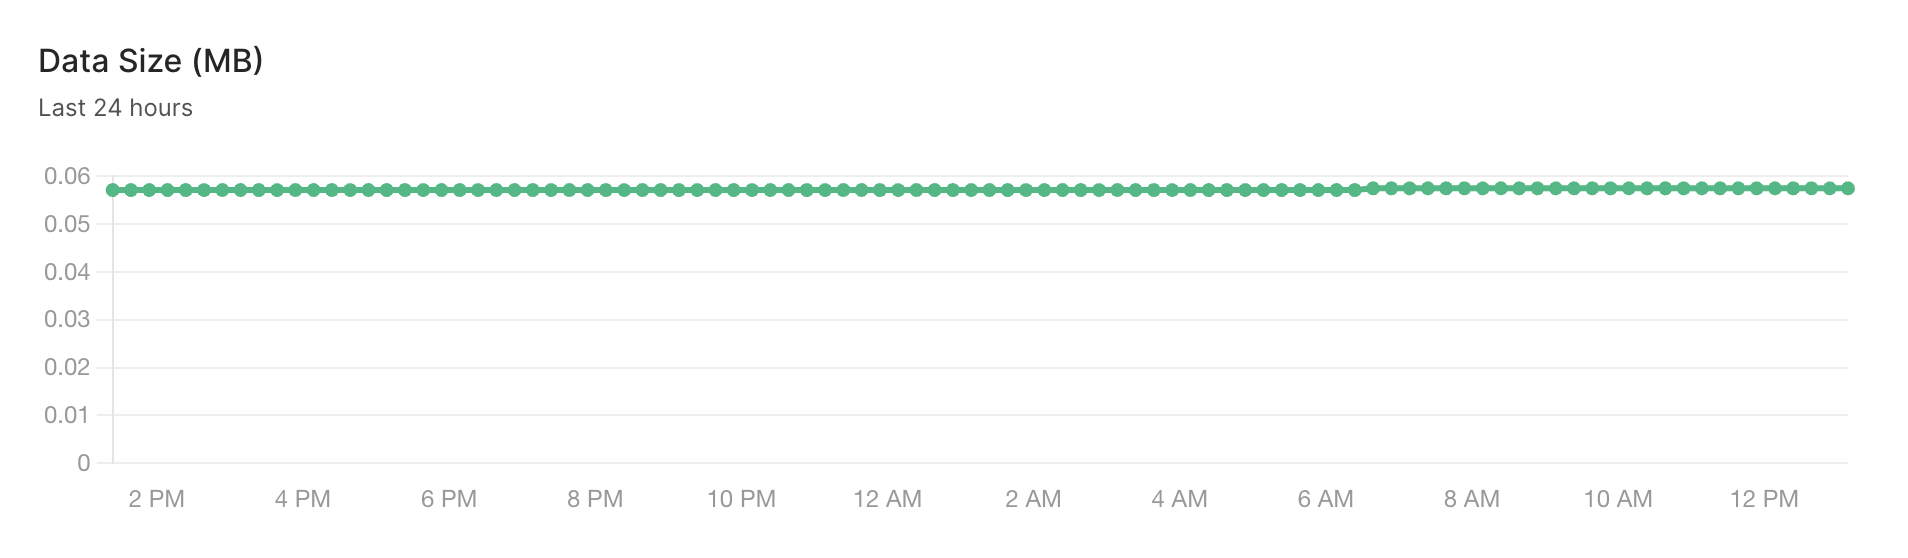 Data Size (MB)
Last 24 hours
0.06
0.05
0.04
0.03
0.02
0.01
0
2 PM 4 PM 6 PM 8 PM 10 PM 12 AM 2 AM 4 AM 6 AM 8 AM 10 AM 12 PM